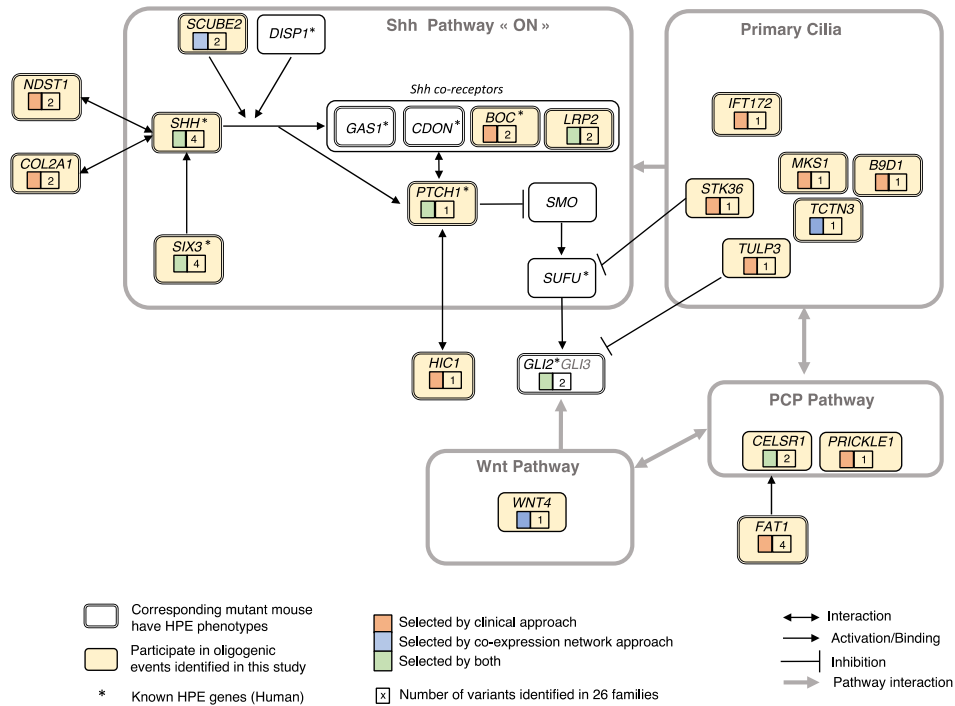 Shh Pathway « ON »
Primary Cilia
SCUBE2
2
DISP1*
NDST1
2
Shh co-receptors
GAS1*
CDON*
BOC*
2
LRP2
2
IFT172
1
SHH*
4
COL2A1
2
MKS1
1
B9D1
1
STK36
1
TCTN3
1
PTCH1*
1
SMO
SIX3*
4
TULP3
1
SUFU*
HIC1
1
GLI2*GLI3
2
PCP Pathway
CELSR1
2
PRICKLE1
1
Wnt Pathway
WNT4
1
FAT1
4
Corresponding mutant mouse
have HPE phenotypes
Participate in oligogenic
events identified in this study
* Known HPE genes (Human)
Selected by clinical approach
Selected by co-expression network approach
Selected by both
x Number of variants identified in 26 families
Interaction
Activation/Binding
Inhibition
Pathway interaction